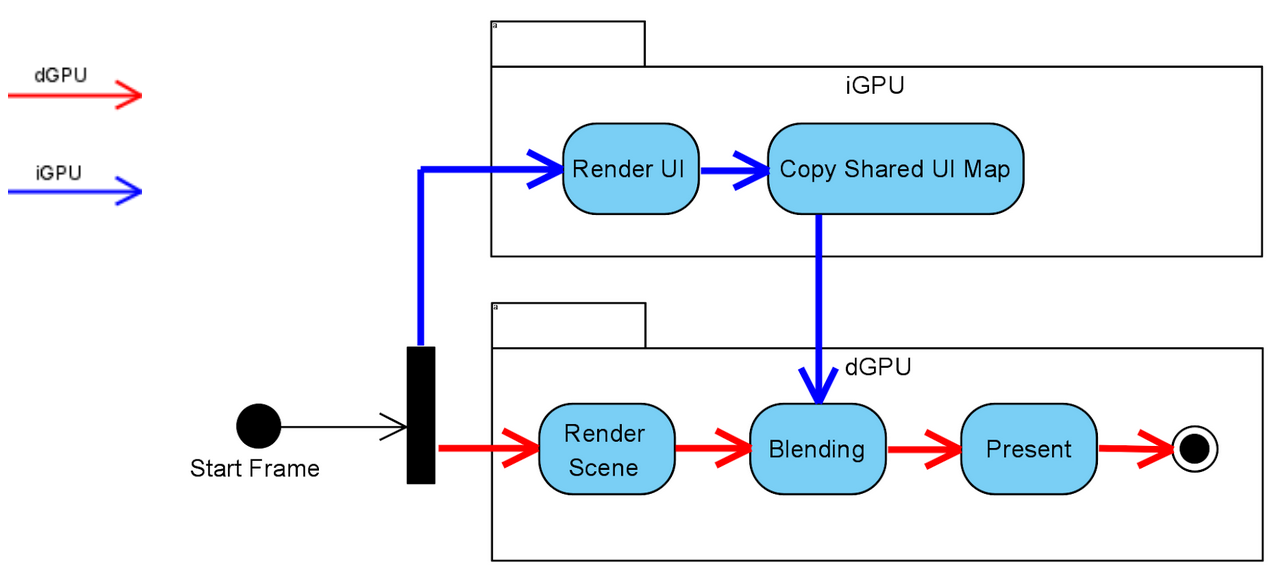 a
dGPU
iGPU
iGPU
Render UI
Copy Shared UI Map
a
dGPU
Render
Scene
Blending
Present
Start Frame